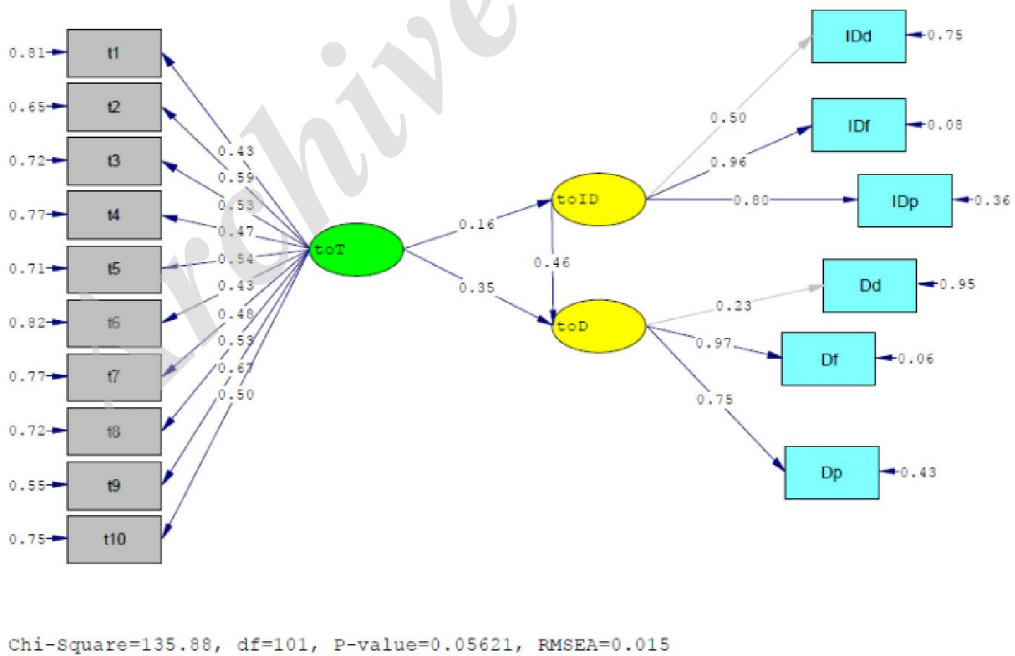 IDd
0.75
0.81
t1
0.50
0.65
t2
IDf
0.08
0.43
0.96
0.72
t3
0.59
0.53
0.77
t4
toID
0.80
IDp
0.36
0.47
0.16
toT
0.54
0.71
t5
0.46
0.43
0.35
Dd
0.95
0.48
0.23
0.82
t6
toD
0.53
0.97
Df
0.06
0.67
0.77
t7
0.50
0.75
0.72
t8
Dp
0.43
0.55
t9
0.75
t10
Archive
Chi-Square=135.88, df=101, P-value=0.05621, RMSEA=0.015